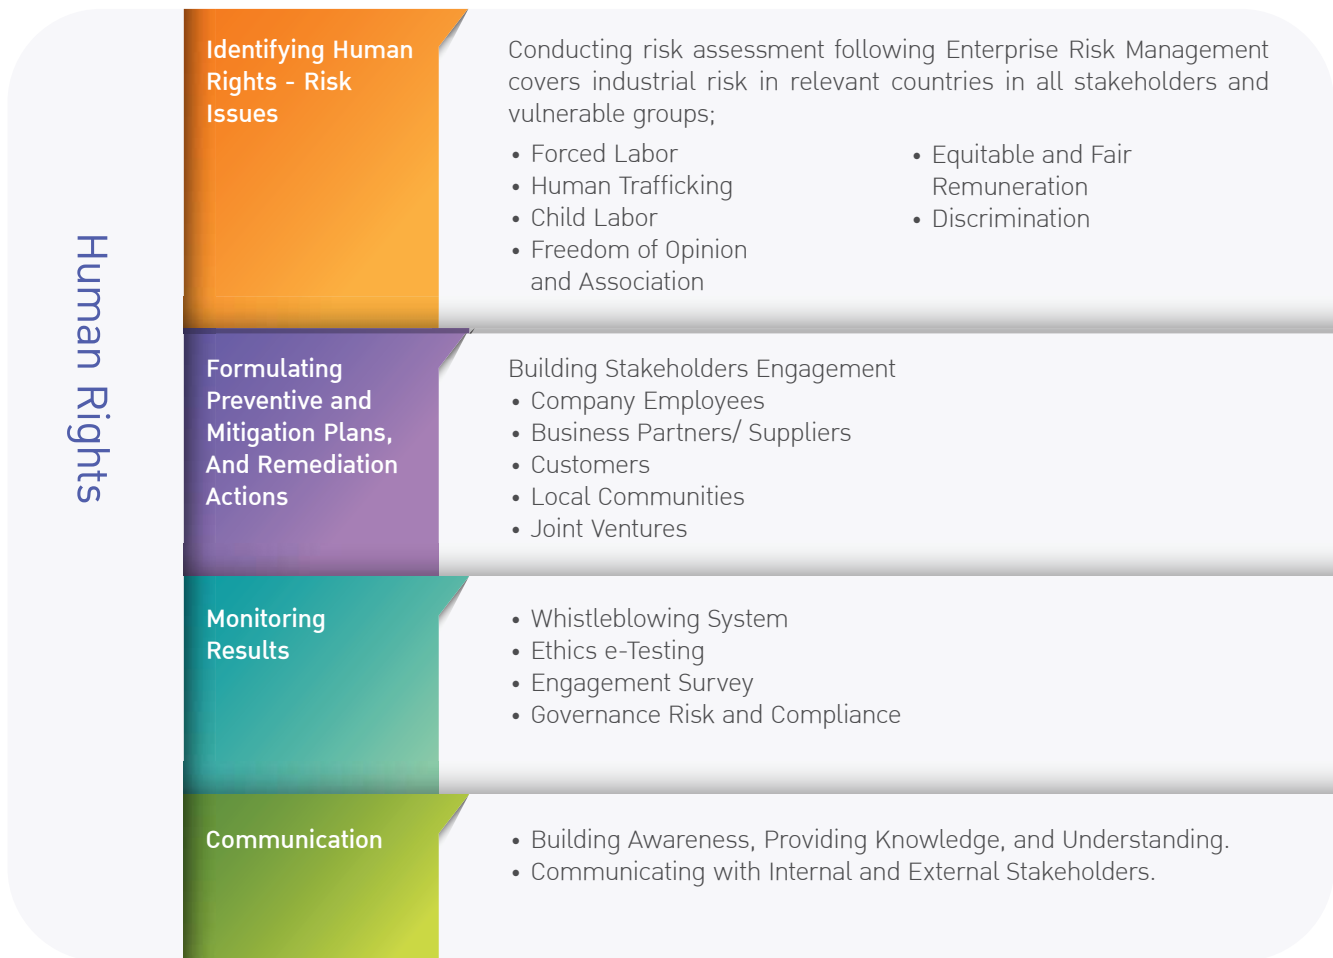 Human Rights
Identifying Human
Rights - Risk
Issues
Conducting risk assessment following Enterprise Risk Management
covers industrial risk in relevant countries in all stakeholders and
vulnerable groups;
• Forced Labor
• Human Trafficking
• Child Labor
• Freedom of Opinion
and Association
• Equitable and Fair
Remuneration
• Discrimination
Formulating
Preventive and
Mitigation Plans,
And Remediation
Actions
Building Stakeholders Engagement
• Company Employees
• Business Partners/ Suppliers
• Customers
• Local Communities
• Joint Ventures
Monitoring
Results
• Whistleblowing System
• Ethics e-Testing
• Engagement Survey
• Governance Risk and Compliance
Communication
• Building Awareness, Providing Knowledge, and Understanding.
• Communicating with Internal and External Stakeholders.